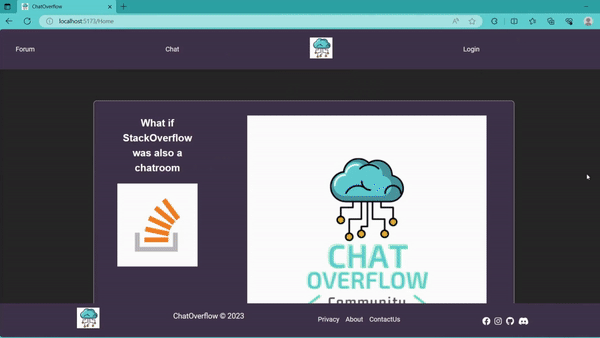 ChatOverflow
localhost:5173/Home
Forum
Chat
Login
What if
StackOverflow
was also a
chatroom
CHAT
OVERFLOW
Community
ChatOverflow © 2023
Privacy About ContactUs